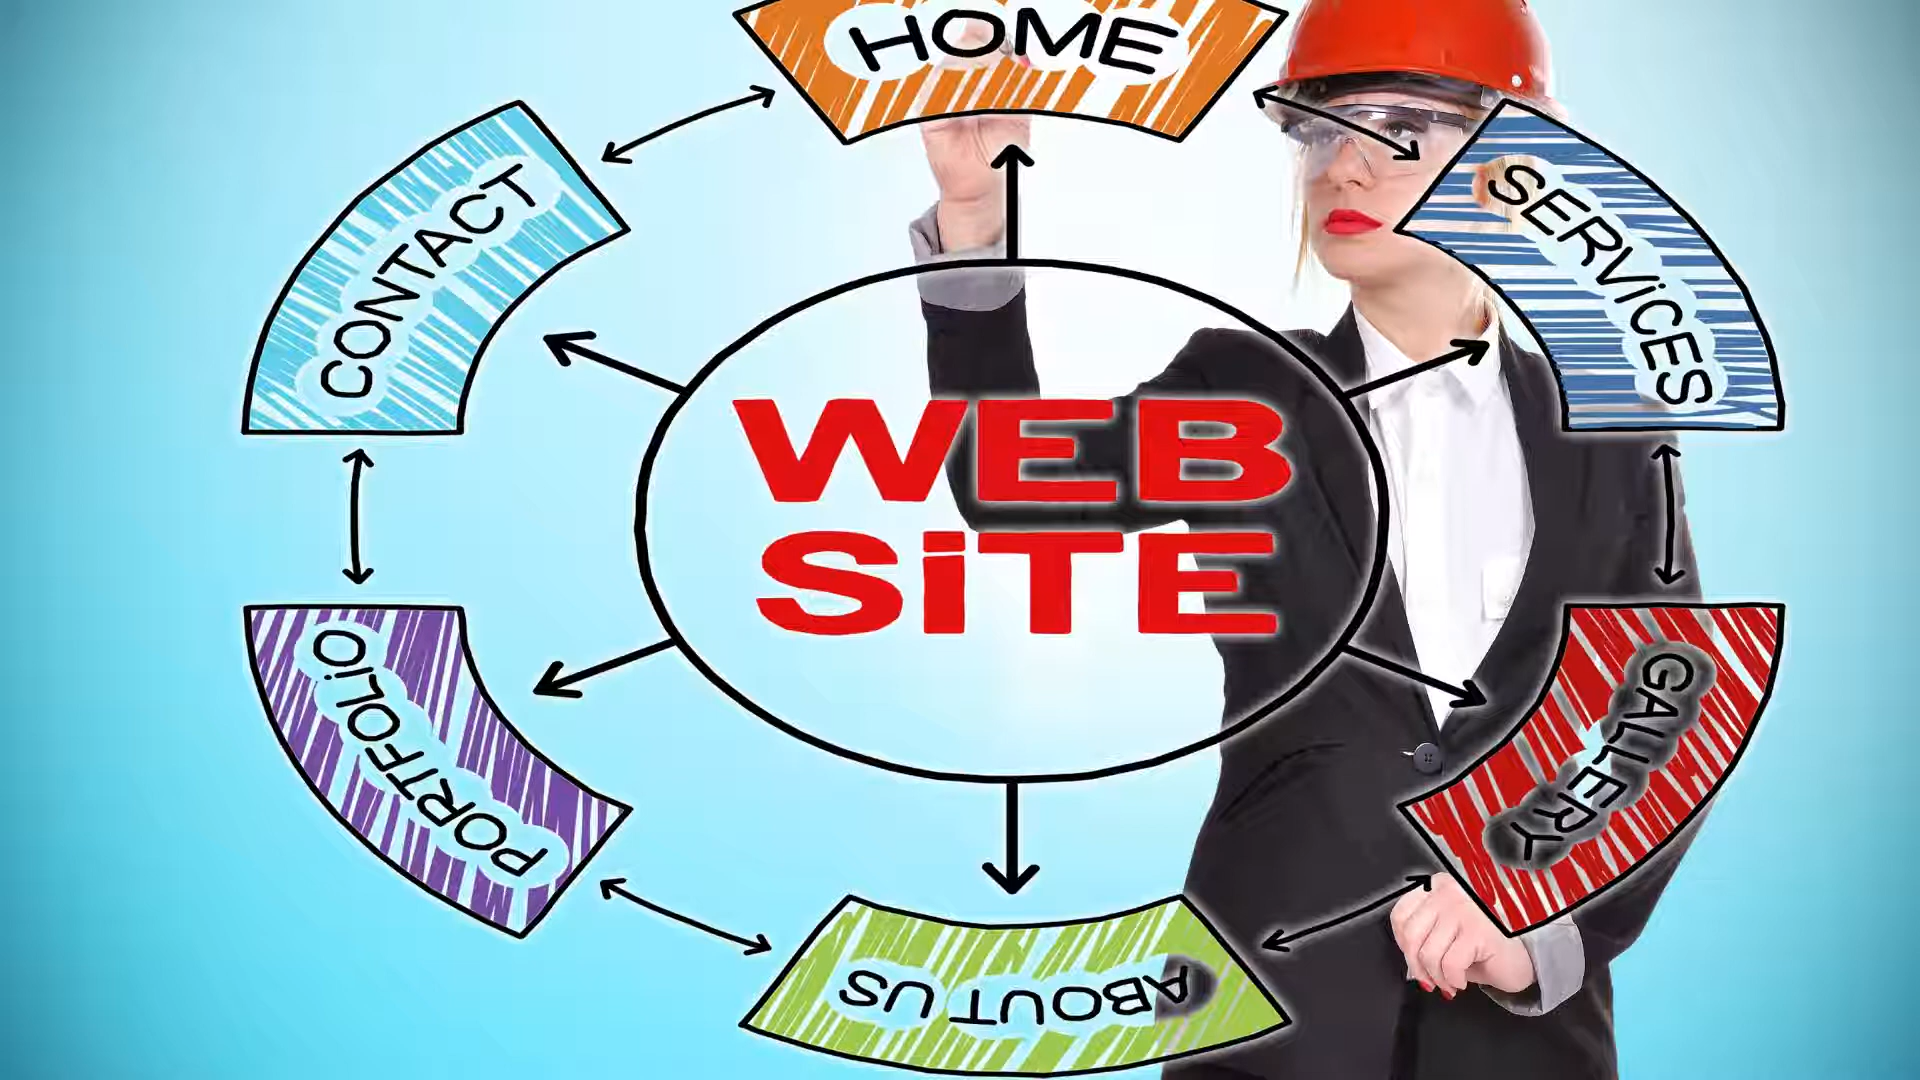 HOME
SERViCES
GALLERY
ABOUT US
PORTFOLiO
CONTACT
WEB
SiTE